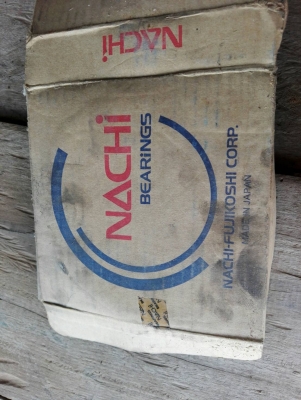 NACHi
NACHi
BEARiNGS
NACHI-FUJIKOSHI CORP.
MADE IN JAPAN